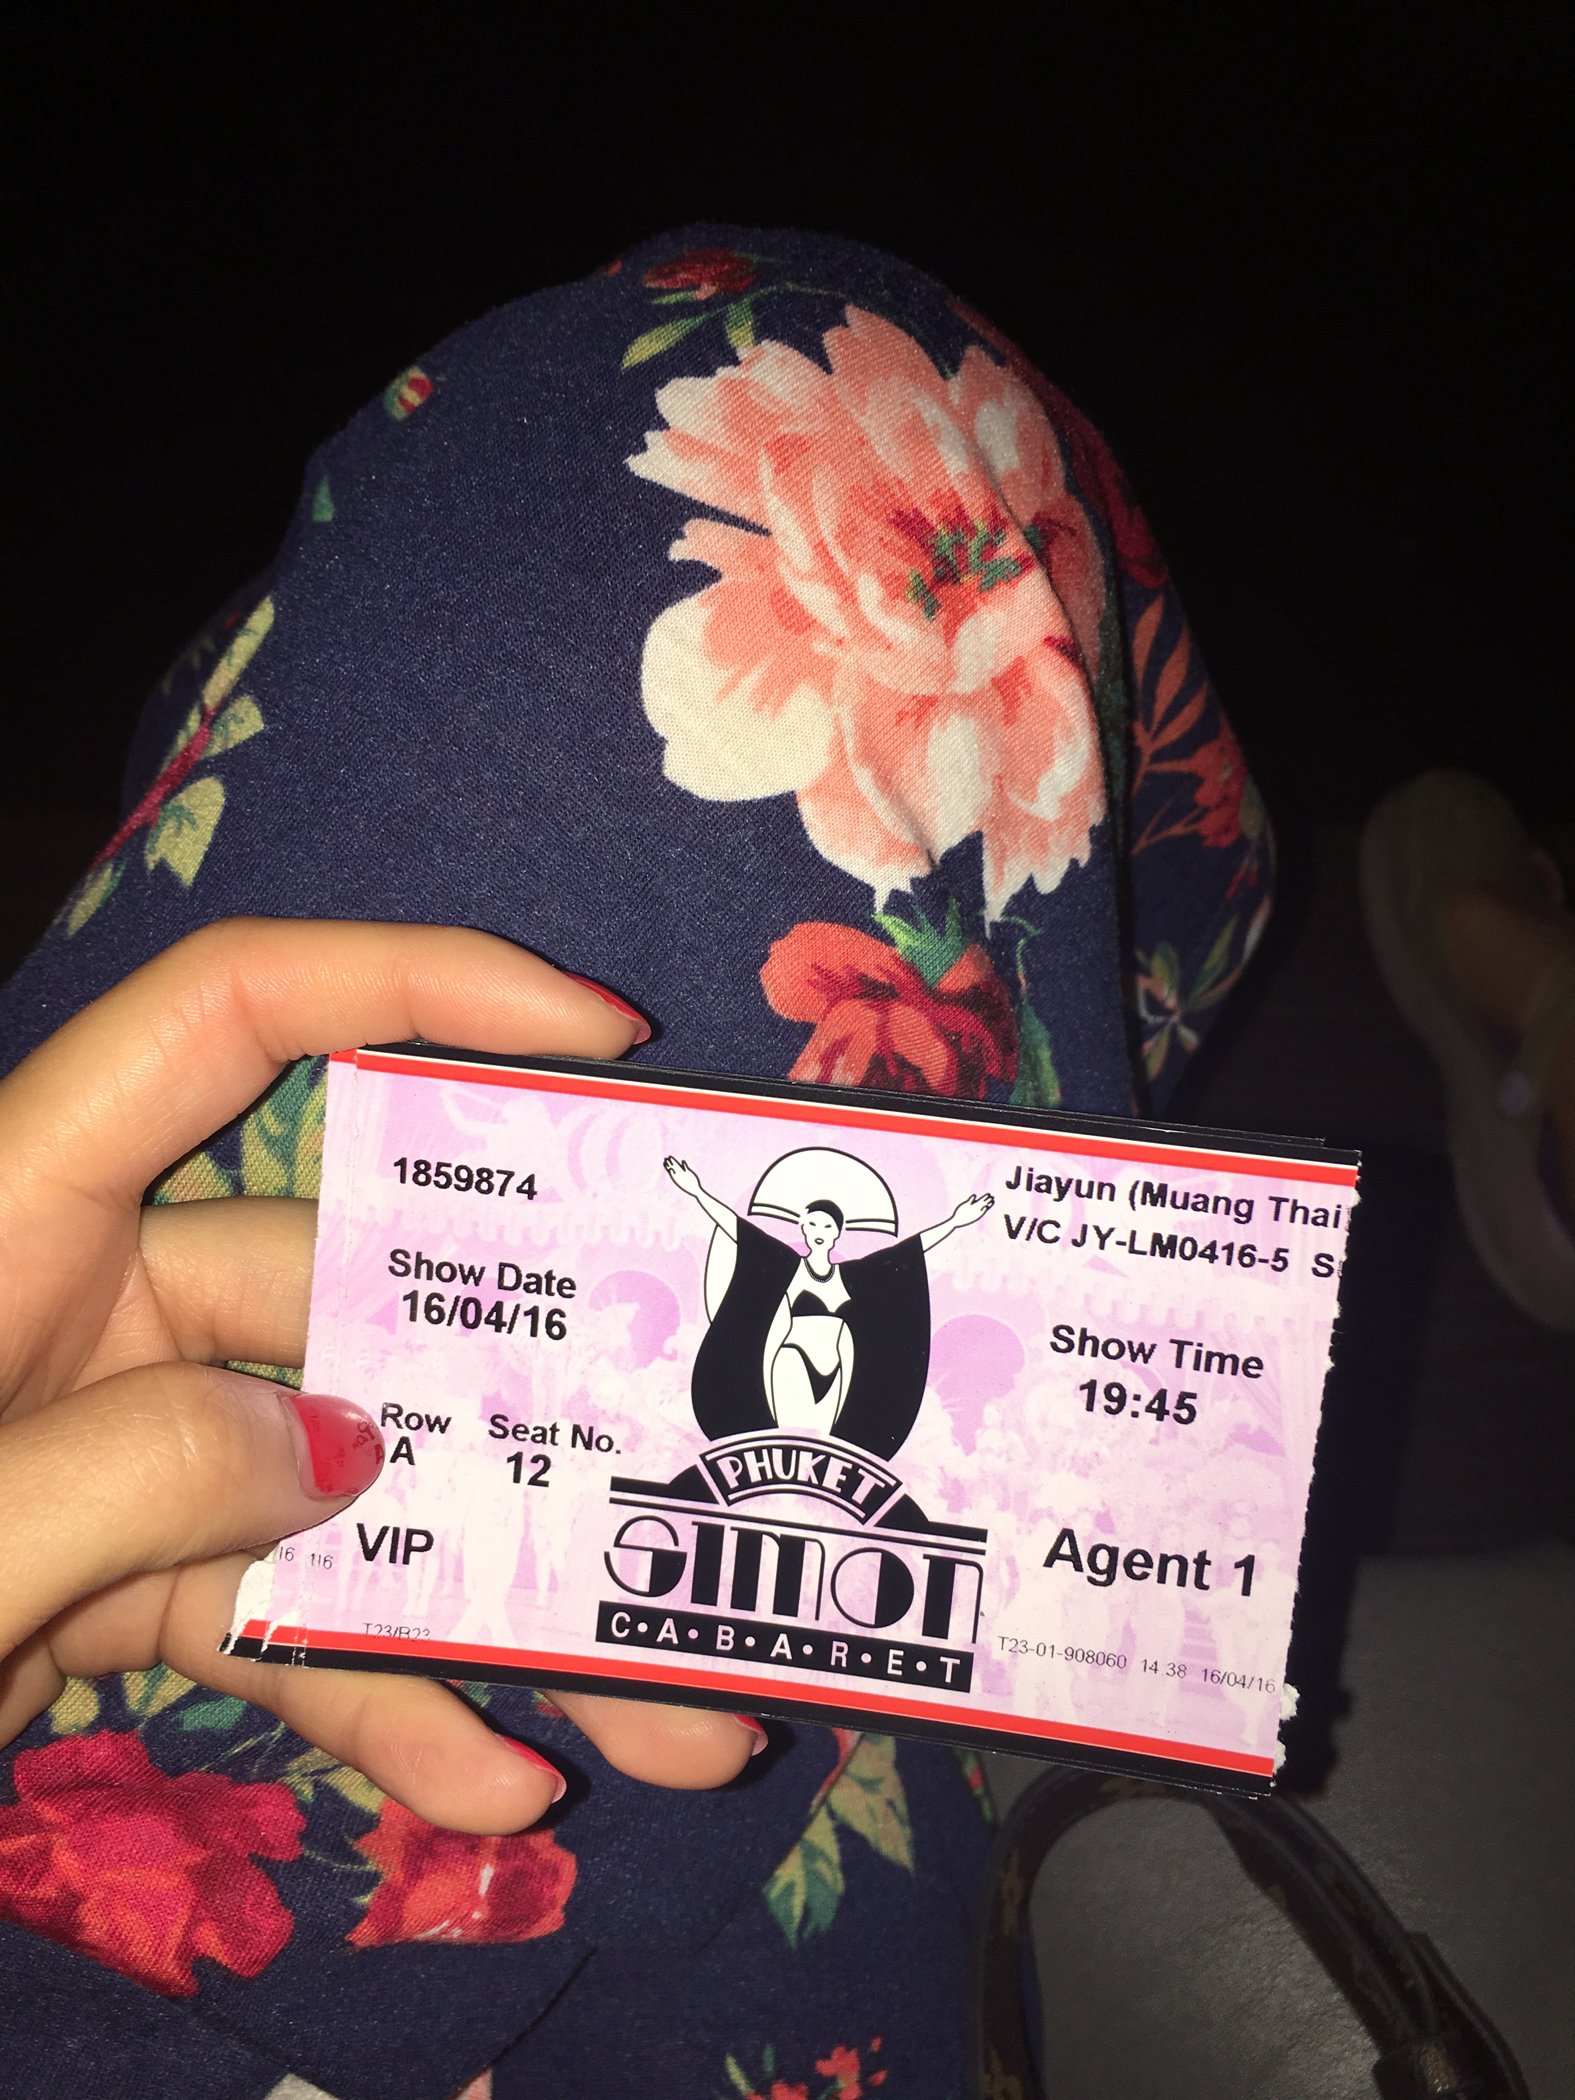 1859874
Show Date
16/04/16
Row Seat No.
A 12
VIP
116
T23/B23
PHUKET
SIMON
C•A•B•A•R•E•T
Jiayun (Muang Thai
V/C JY-LM0416-5 S
Show Time
19:45
Agent 1
T23-01-908060 14 38 16/04/16